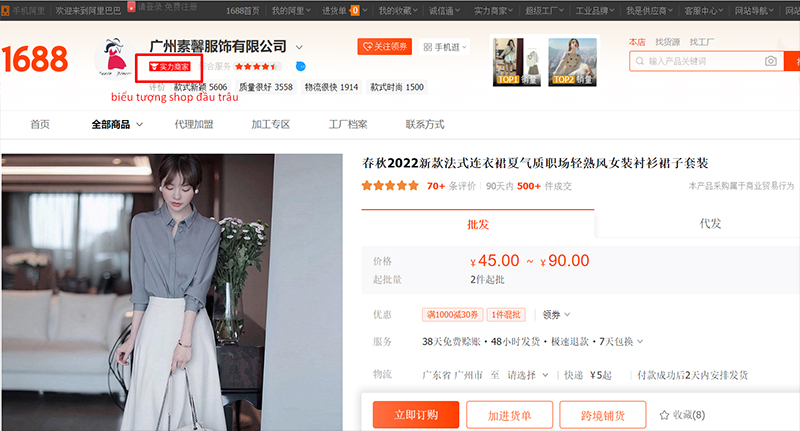 手机阿里 欢迎来到阿里巴巴 请登录 免费注册 1688首页 我的阿里 进货单 0 我的收藏 诚信通 实力商家 超级工厂 工业品牌 我是供应商 客服中心 网站导航 网站
1688
广州素馨服饰有限公司
实力商家 综合服务
评价 款式新颖 5606 质量很好 3558 物流很快 1914 款式时尚 1500
biểu tượng shop đầu trâu
关注领券 手机逛
TOP1 销量 TOP2 销量
本店 找货源 找工厂
输入产品关键词
首页 全部商品 代理加盟 加工专区 工厂档案 联系方式
春秋2022新款法式连衣裙夏气质职场轻熟风女装衬衫裙子套装
70+ 条评价 90天内 500+ 件成交 本产品采购属于商业贸易行为
批发 代发
价格 ¥ 45.00 ~ ¥ 90.00
起批量 2件起批
优惠 满1000减30券 1件混批 领券
服务 38天免费赊账 · 48小时发货 · 极速退款 · 7天包换
物流 广东省 广州市 至 请选择 快递 ¥5起 付款成功后2天内安排发货
立即订购 加进货单 跨境铺货 收藏(8)